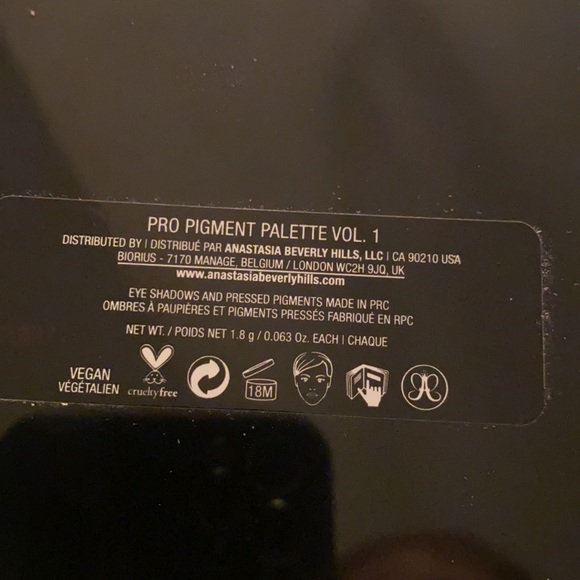 PRO PIGMENT PALETTE VOL. 1
DISTRIBUTED BY | DISTRIBUÉ PAR ANASTASIA BEVERLY HILLS, LLC | CA 90210 USA
BIORIUS - 7170 MANAGE, BELGIUM / LONDON WC2H 9JQ, UK
www.anastasiabeverlyhills.com
EYE SHADOWS AND PRESSED PIGMENTS MADE IN PRC
OMBRES À PAUPIÈRES ET PIGMENTS PRESSÉS FABRIQUÉ EN RPC
NET WT. / POIDS NET 1.8 g / 0.063 Oz. EACH | CHAQUE
VEGAN
VÉGÉTALIEN
crueltyfree
18M